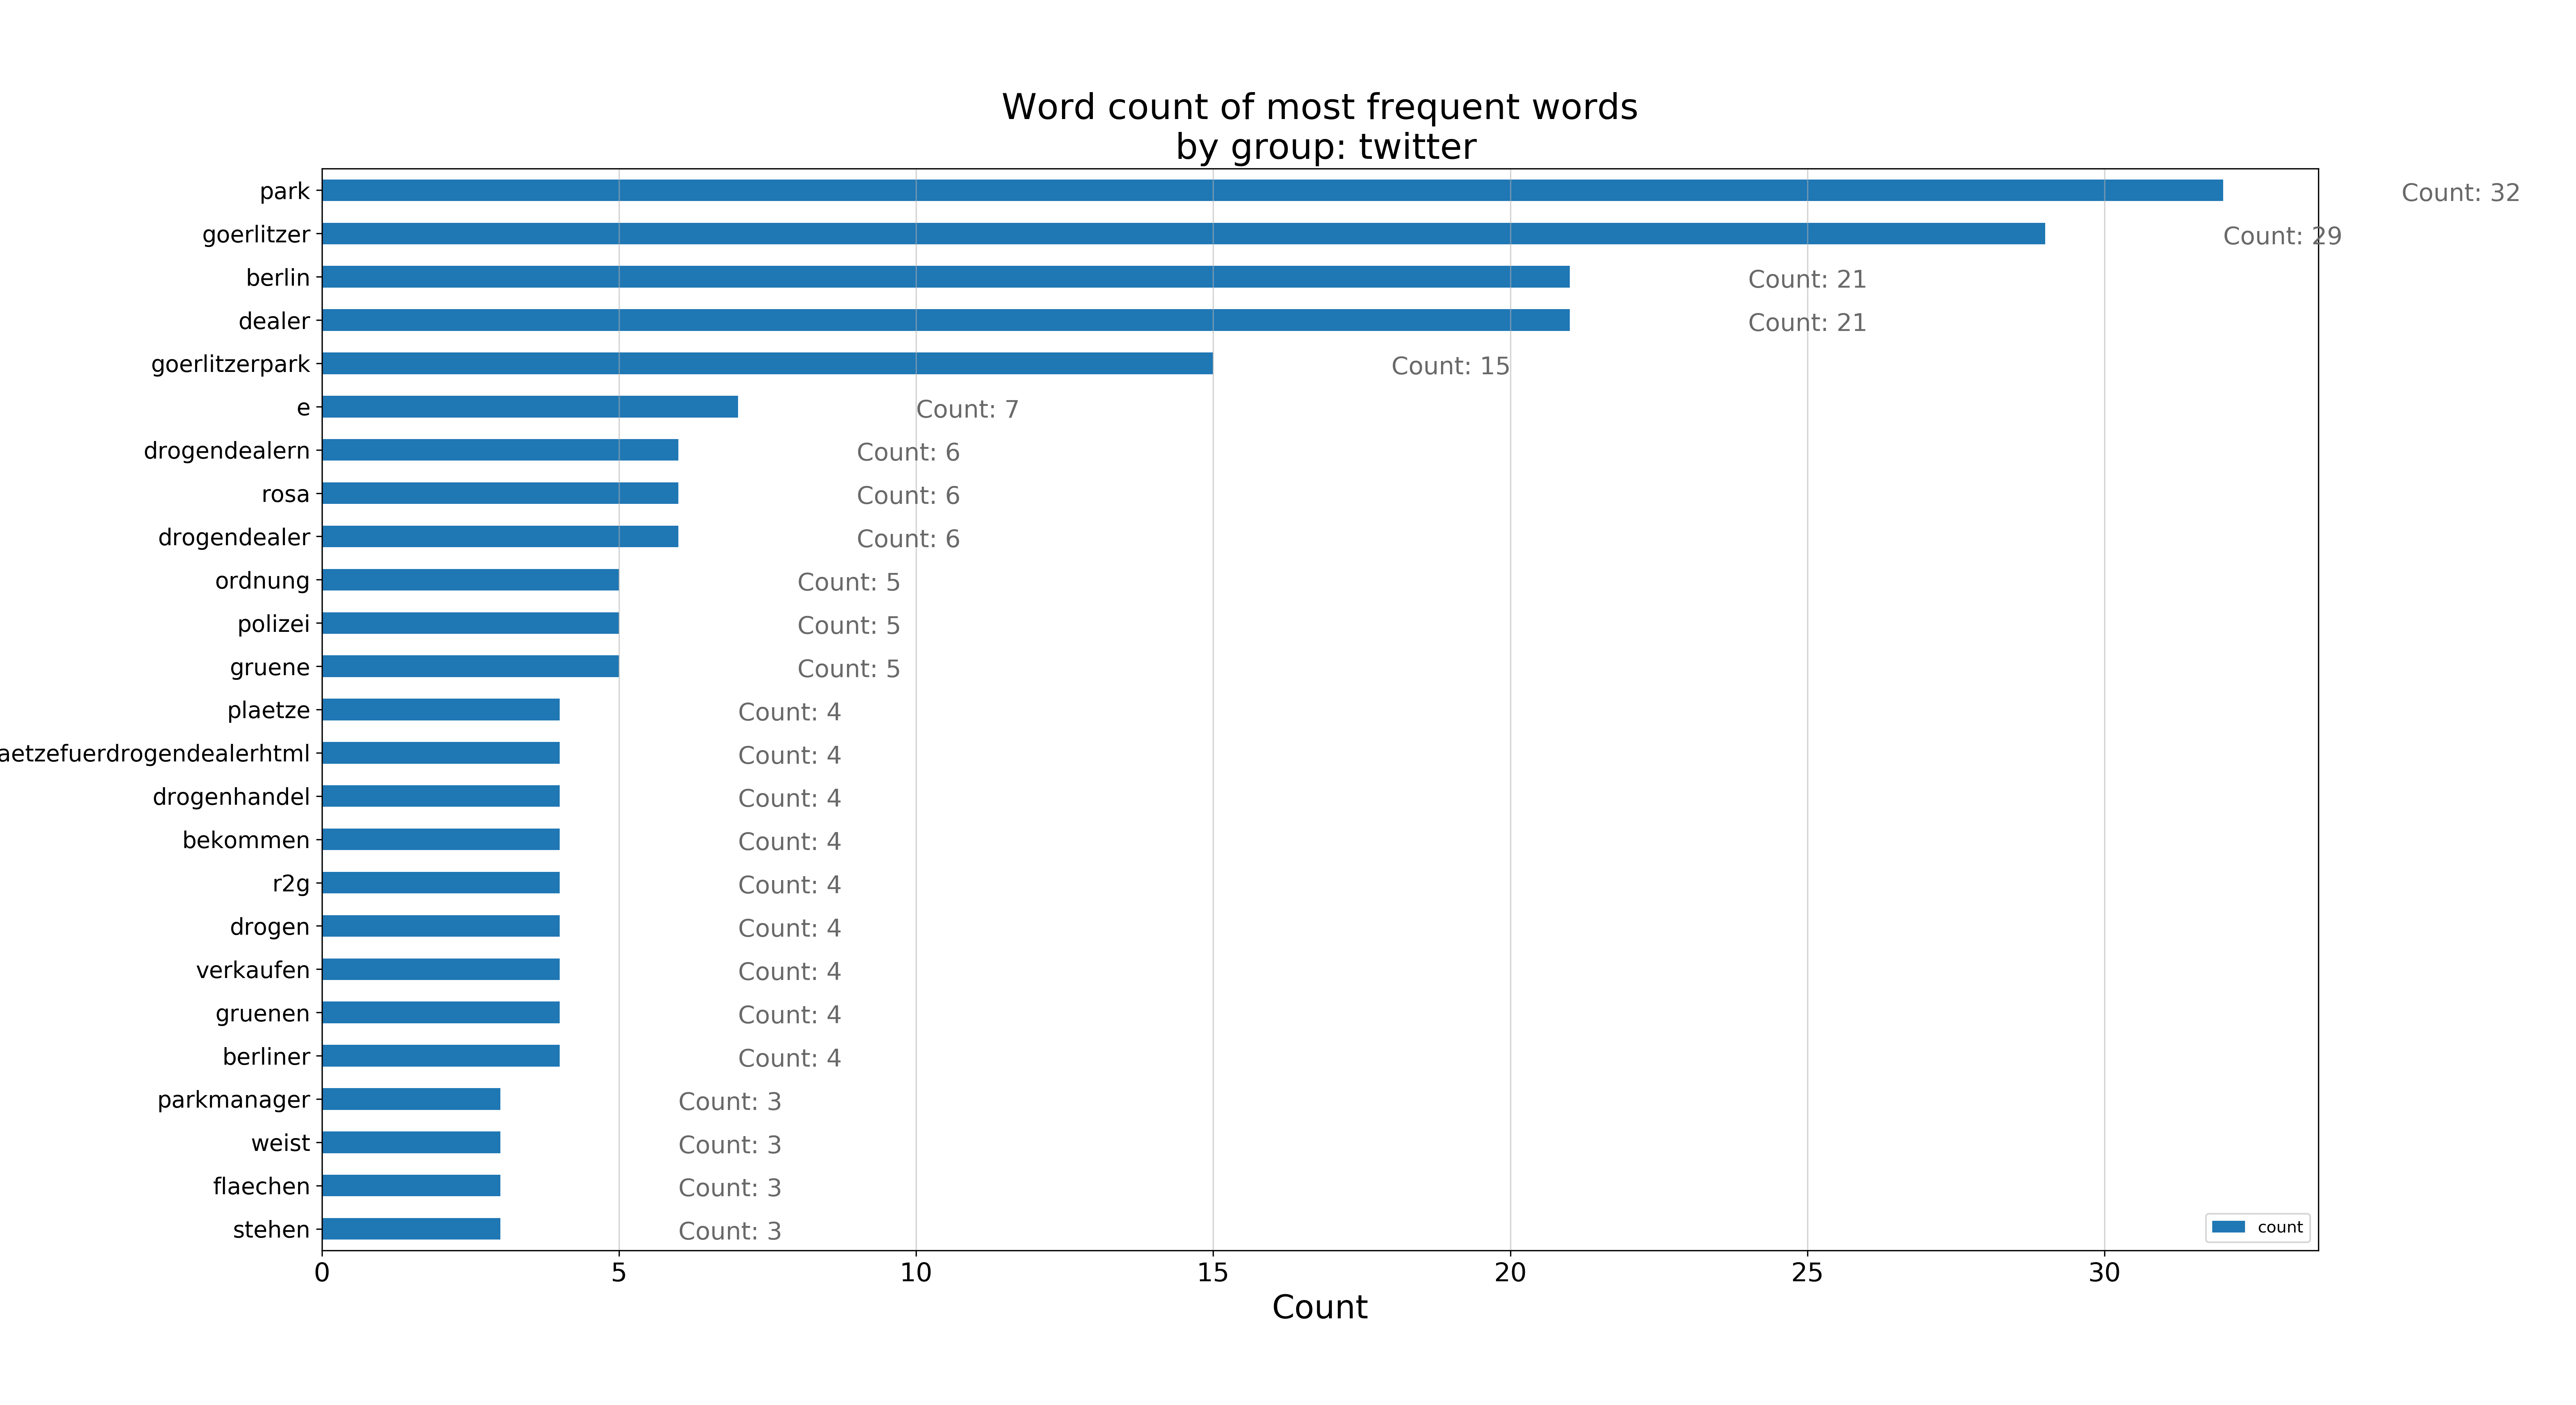 Word count of most frequent words
by group: twitter
park Count: 32
goerlitzer Count: 29
berlin Count: 21
dealer Count: 21
goerlitzerpark Count: 15
e Count: 7
drogendealern Count: 6
rosa Count: 6
drogendealer Count: 6
ordnung Count: 5
polizei Count: 5
gruene Count: 5
plaetze Count: 4
aetzefuerdrogendealerhtml Count: 4
drogenhandel Count: 4
bekommen Count: 4
r2g Count: 4
drogen Count: 4
verkaufen Count: 4
gruenen Count: 4
berliner Count: 4
parkmanager Count: 3
weist Count: 3
flaechen Count: 3
stehen Count: 3
count
0 5 10 15 20 25 30
Count